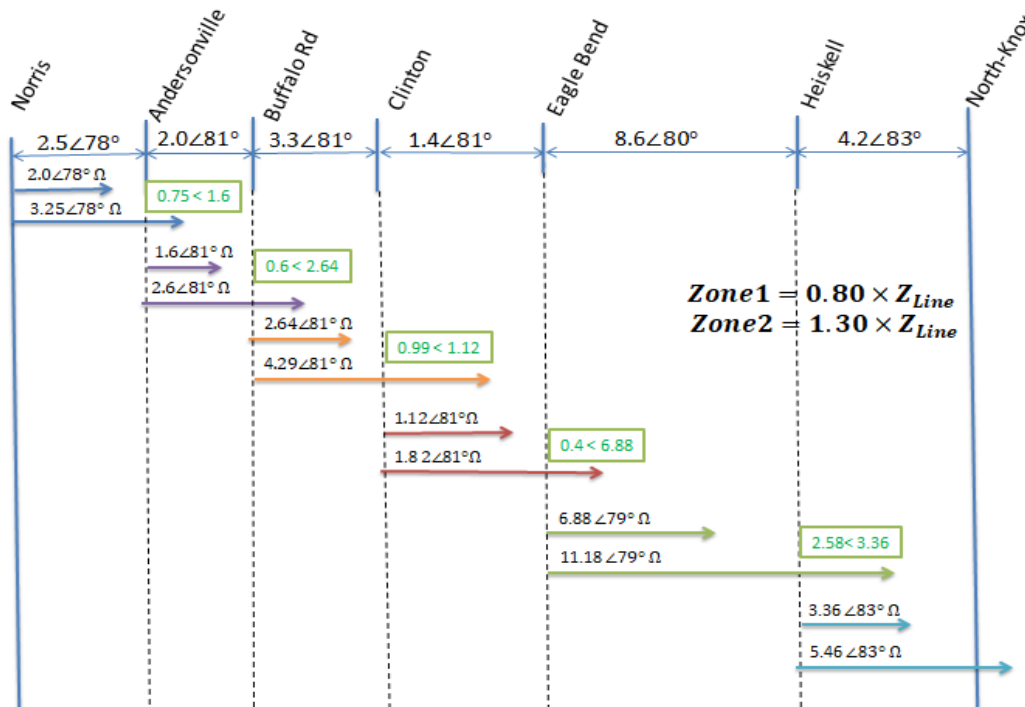 Norris
Andersonville
Buffalo Rd
Clinton
Eagle Bend
Heiskell
North-Knox
2.5∠78°
2.0∠81°
3.3∠81°
1.4∠81°
8.6∠80°
4.2∠83°
2.0∠78° Ω
0.75 < 1.6
3.25∠78° Ω
1.6∠81° Ω
0.6 < 2.64
2.6∠81° Ω
Zone1 = 0.80 × Z_Line
Zone2 = 1.30 × Z_Line
2.64∠81° Ω
0.99 < 1.12
4.29∠81° Ω
1.12∠81° Ω
0.4 < 6.88
1.8 2∠81° Ω
6.88 ∠79° Ω
2.58 < 3.36
11.18 ∠79° Ω
3.36 ∠83° Ω
5.46 ∠83° Ω